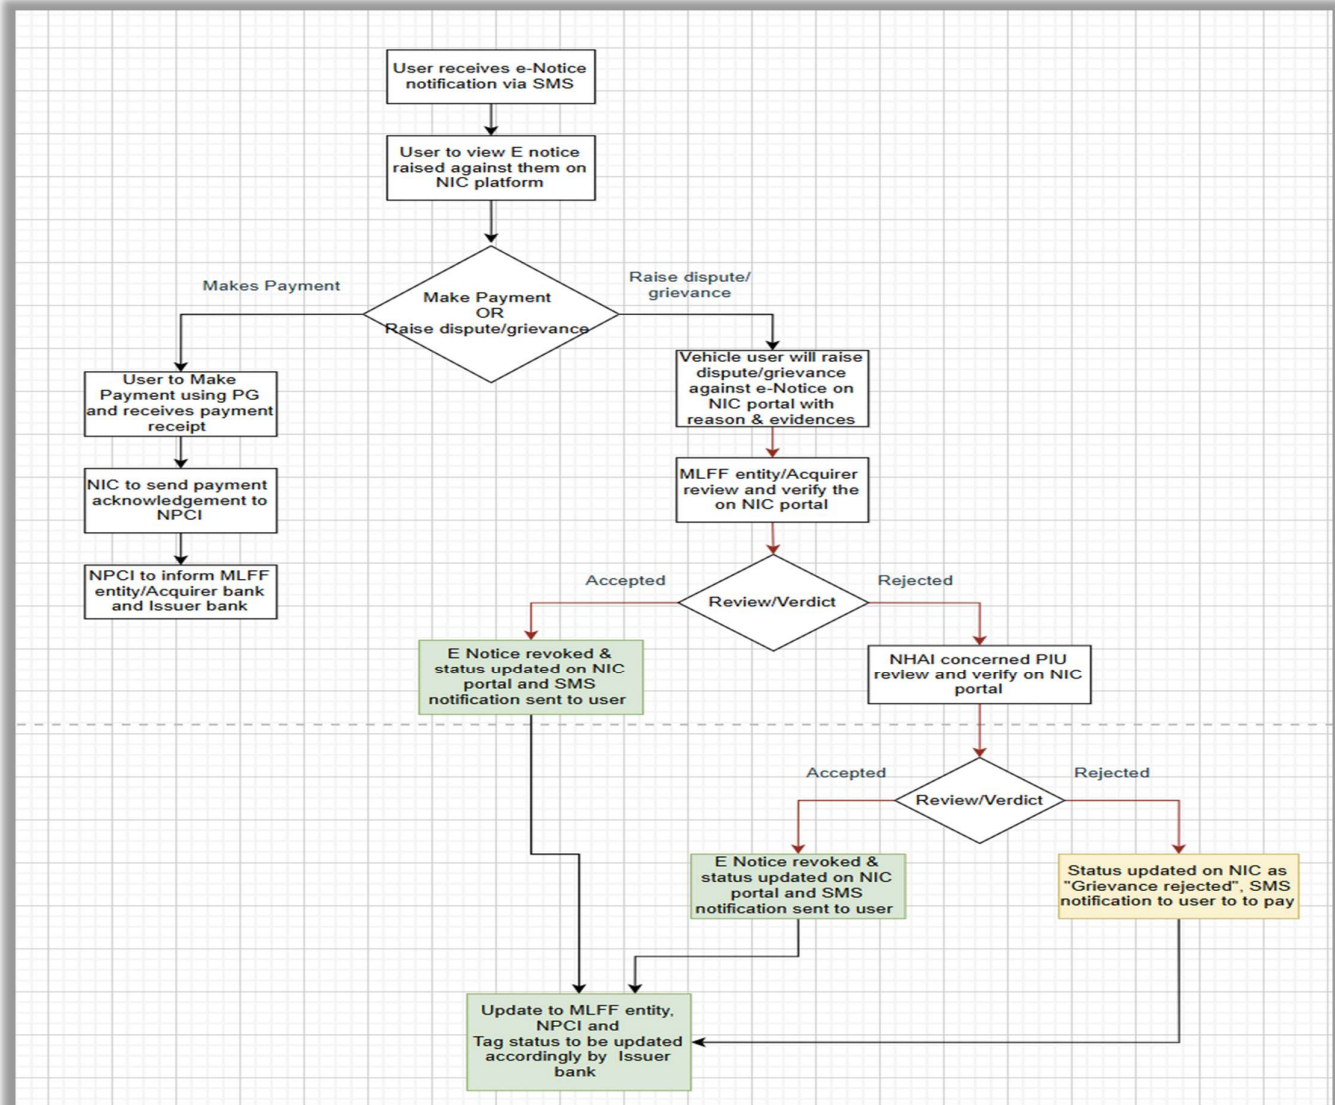 User receives e-Notice
notification via SMS
User to view E notice
raised against them on
NIC platform
Makes Payment
Make Payment
OR
Raise dispute/grievance
Raise dispute/
grievance
User to Make
Payment using PG
and receives payment
receipt
NIC to send payment
acknowledgement to
NPCI
NPCI to inform MLFF
entity/Acquirer bank
and Issuer bank
Vehicle user will raise
dispute/grievance
against e-Notice on
NIC portal with
reason & evidences
MLFF entity/Acquirer
review and verify the
on NIC portal
Accepted
Review/Verdict
Rejected
E Notice revoked &
status updated on NIC
portal and SMS
notification sent to user
NHAI concerned PIU
review and verify on NIC
portal
Accepted
Review/Verdict
Rejected
E Notice revoked &
status updated on NIC
portal and SMS
notification sent to user
Status updated on NIC as
"Grievance rejected", SMS
notification to user to to pay
Update to MLFF entity,
NPCI and
Tag status to be updated
accordingly by Issuer
bank